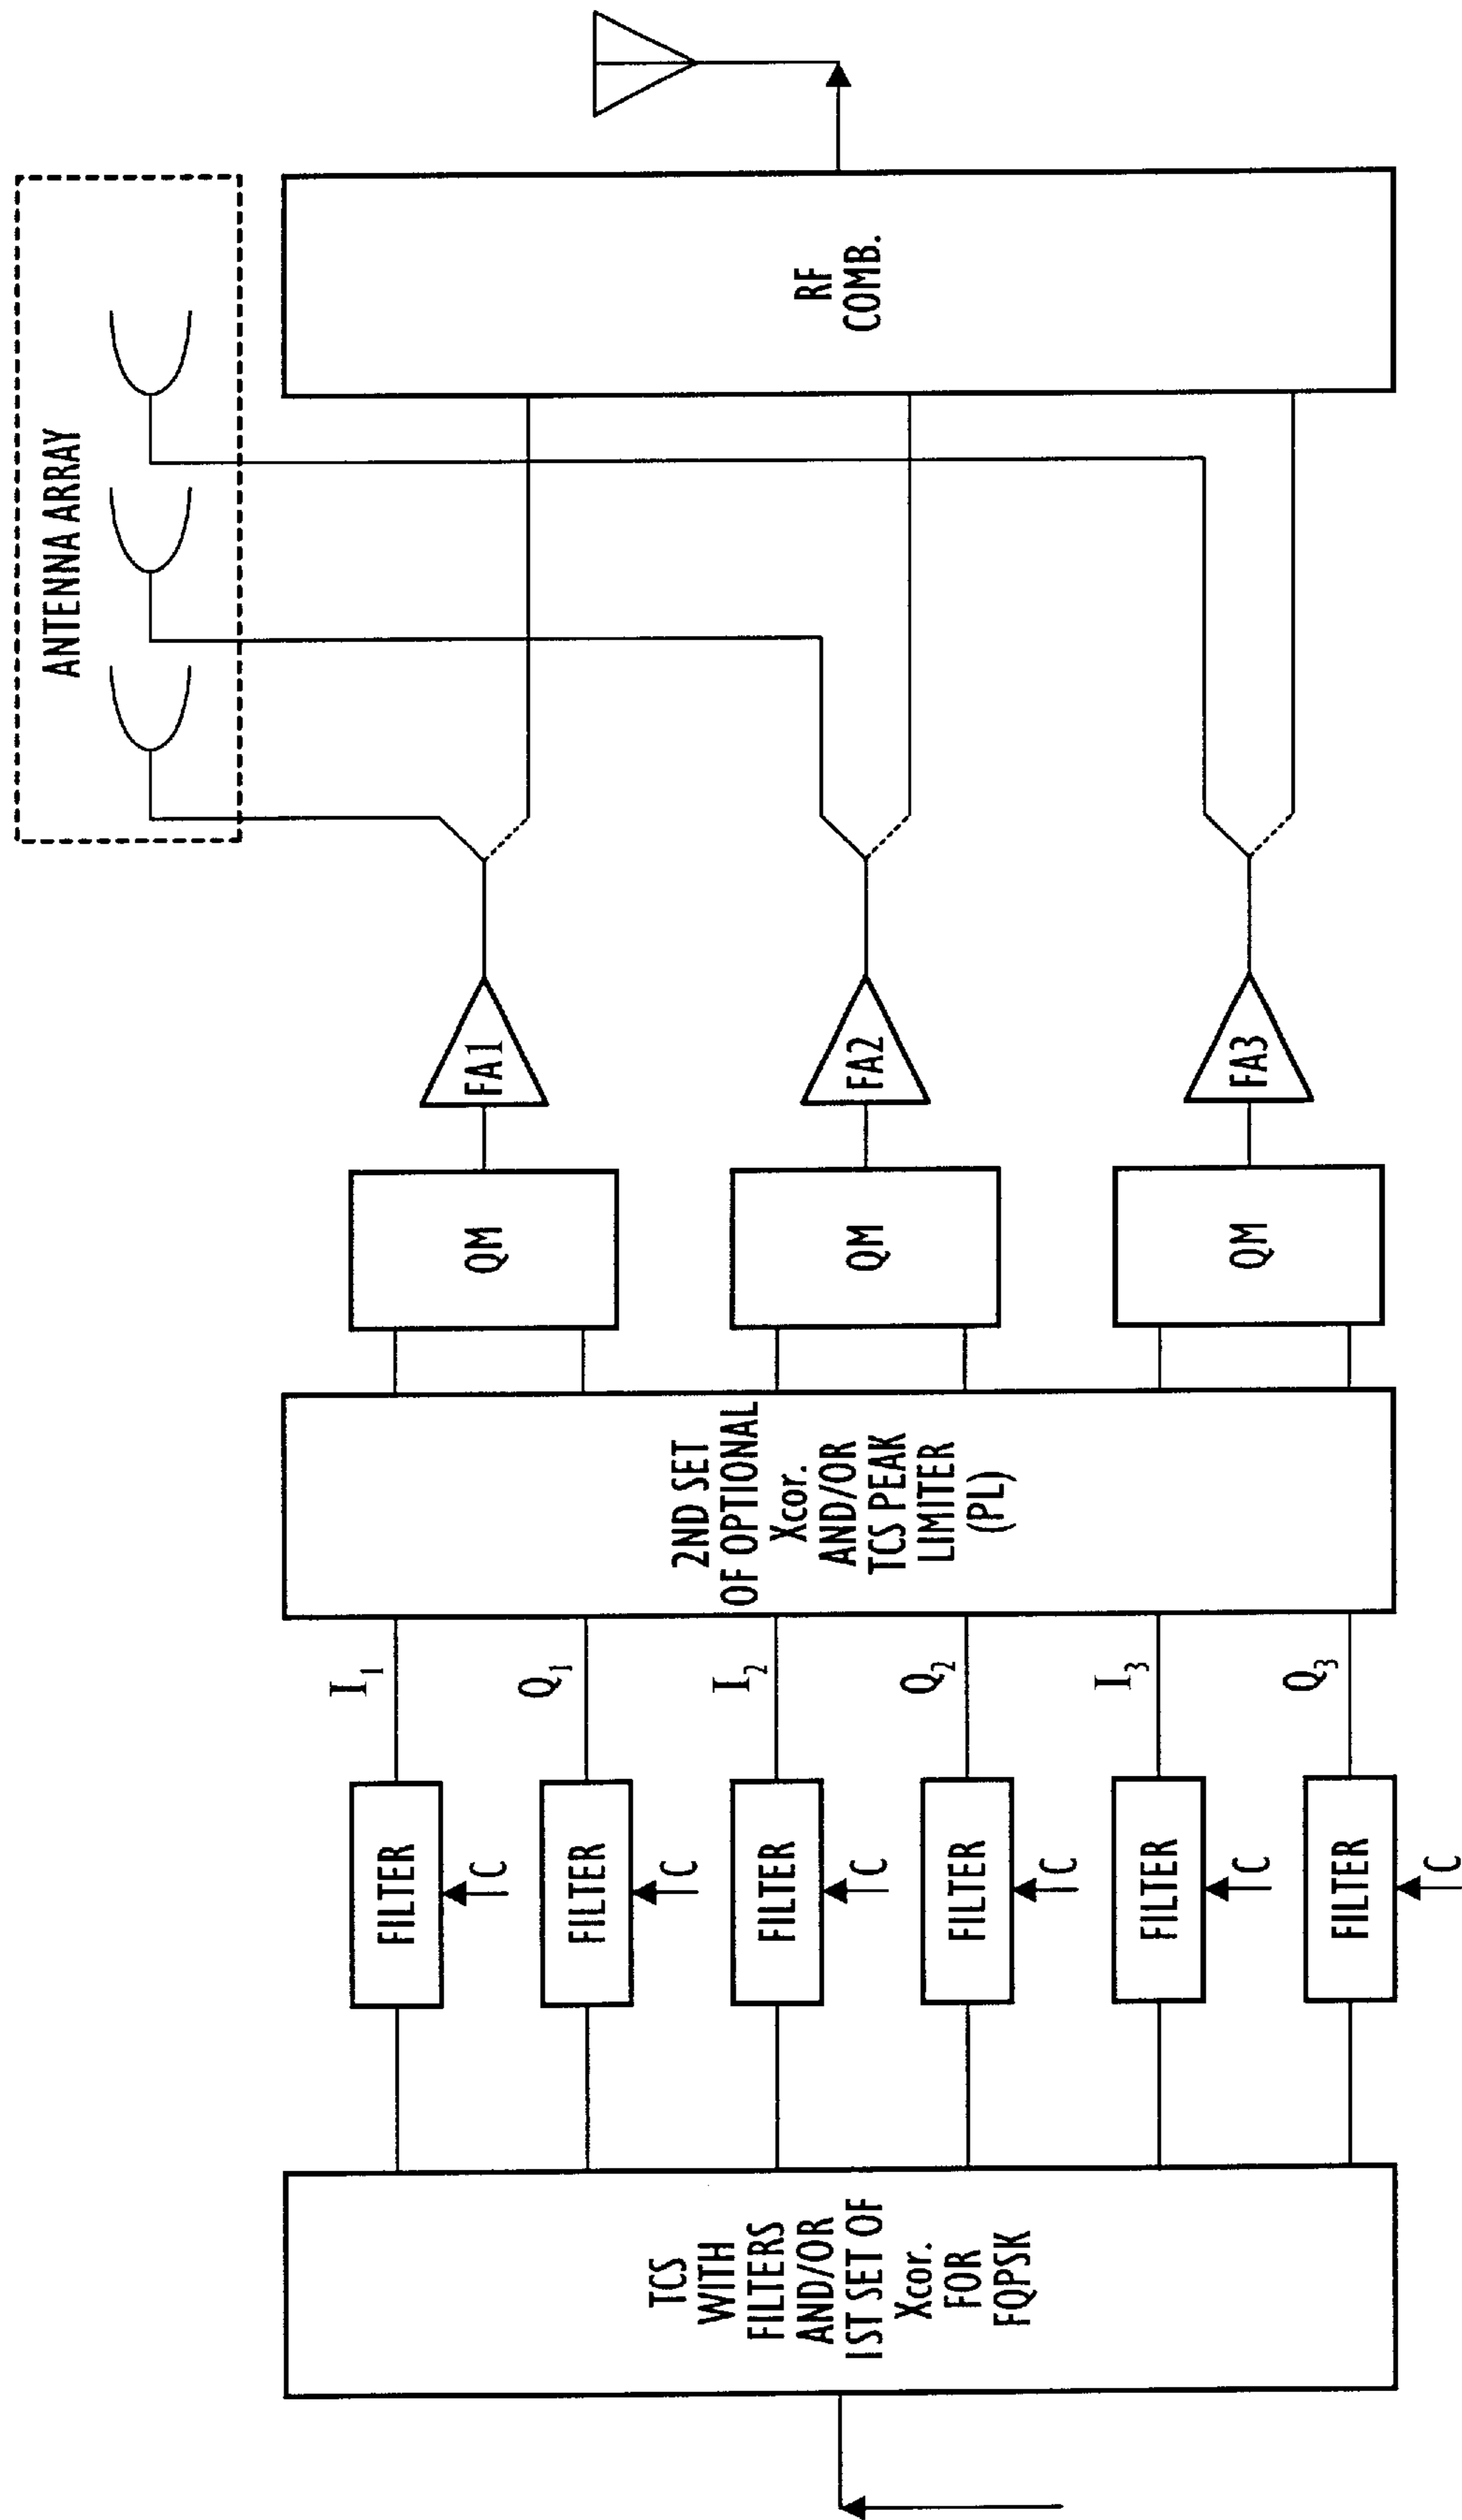 ANTENNA ARRAY
TCS
WITH
FILTERS
AND/OR
IST SET OF
Xcor.
FOR
FQPSK
FILTER
C
FILTER
C
FILTER
C
FILTER
C
FILTER
C
FILTER
C
I₁
Q₁
I₂
Q₂
I₃
Q₃
2ND SET
OF OPTIONAL
Xcor.
AND/OR
TCS PEAK
LIMITER
(PL)
QM
QM
QM
FA1
FA2
FA3
RF
COMB.